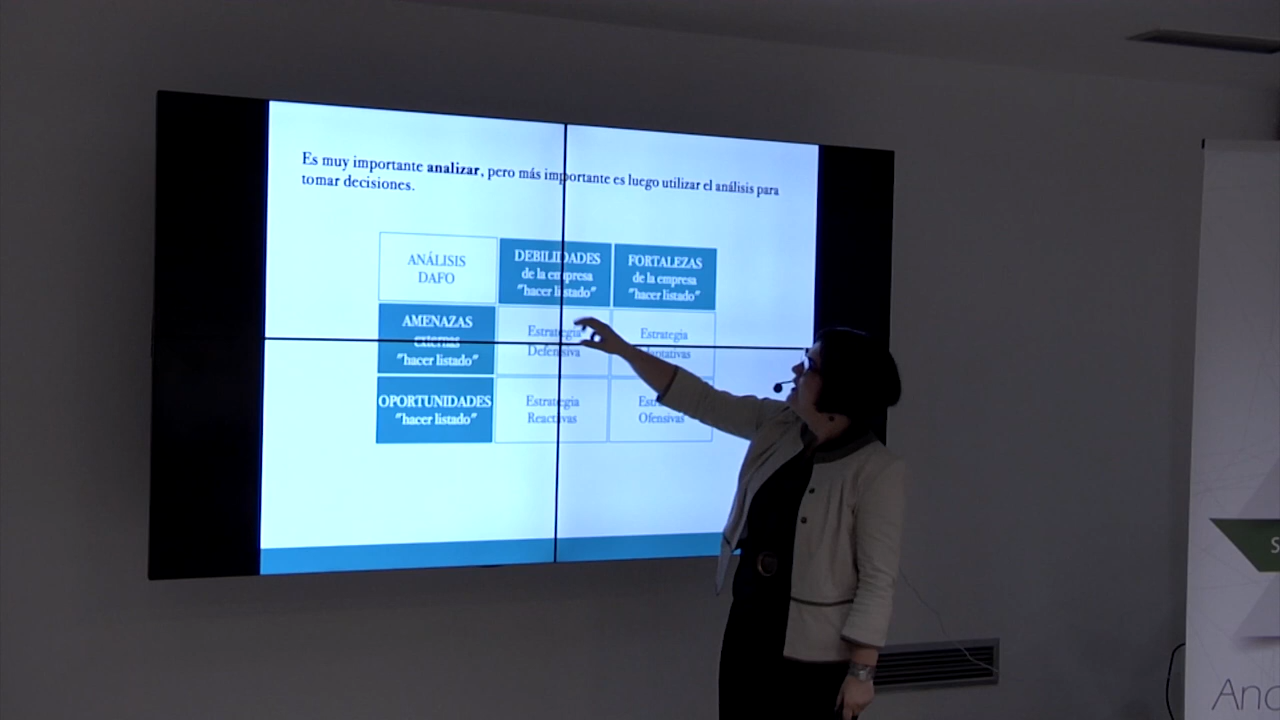 Es muy importante analizar, pero más importante es luego utilizar el análisis para
tomar decisiones.
ANÁLISIS
DAFO
DEBILIDADES
de la empresa
"hacer listado"
FORTALEZAS
de la empresa
"hacer listado"
AMENAZAS
externas
"hacer listado"
Estrategia
Defensiva
Estrategia
OPORTUNIDADES
"hacer listado"
Estrategia
Reactivas
Ofensivas